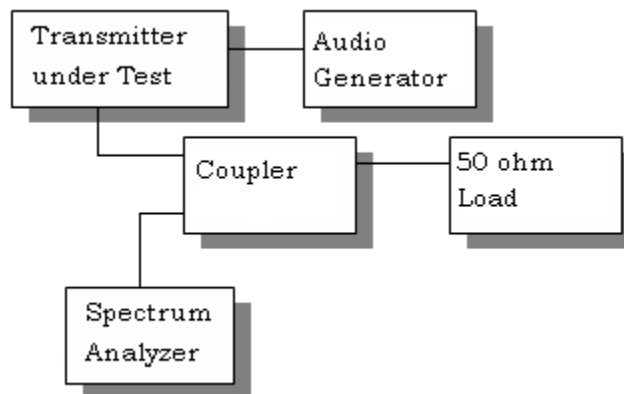 Transmitter
under Test
Audio
Generator
Coupler
50 ohm
Load
Spectrum
Analyzer